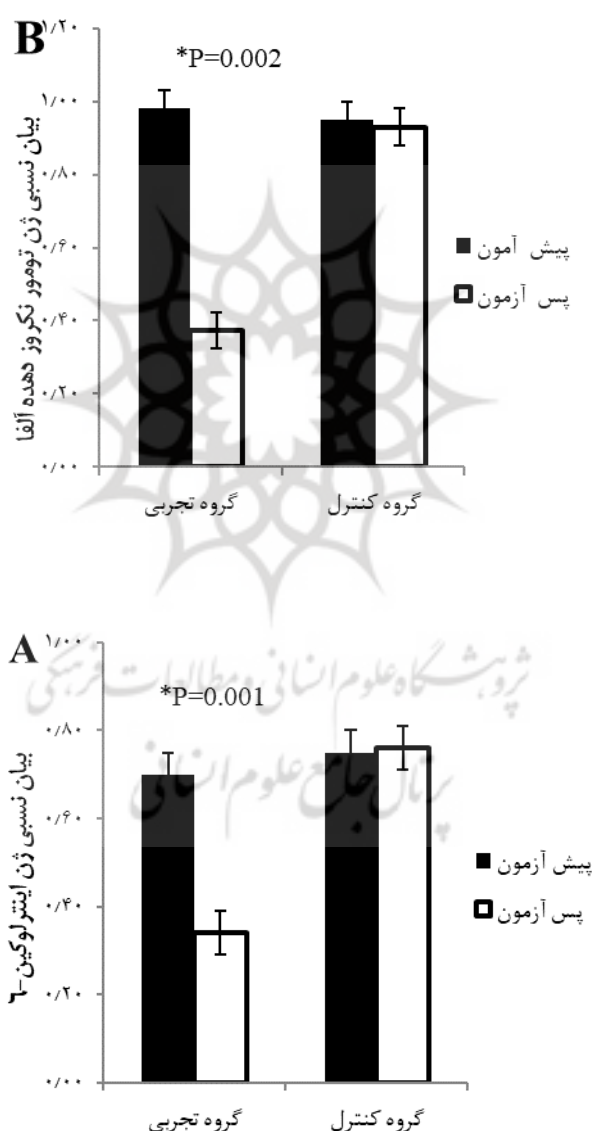 B
*P=0.002
بیان نسبی ژن تومور نکروز دهنده آلفا
۱/۲۰
۱/۰۰
۰/۸۰
۰/۶۰
۰/۴۰
۰/۲۰
۰/۰۰
پیش آمون
پس آزمون
گروه تجربی
گروه کنترل
A
*P=0.001
بیان نسبی ژن اینترلوکین-٦
۱/۰۰
۰/۸۰
۰/۶۰
۰/۴۰
۰/۲۰
۰/۰۰
پیش آزمون
پس آزمون
گروه تجربی
گروه کنترل
پژوهشگاه علوم انسانی و مطالعات فرهنگی
پرتال جامع علوم انسانی